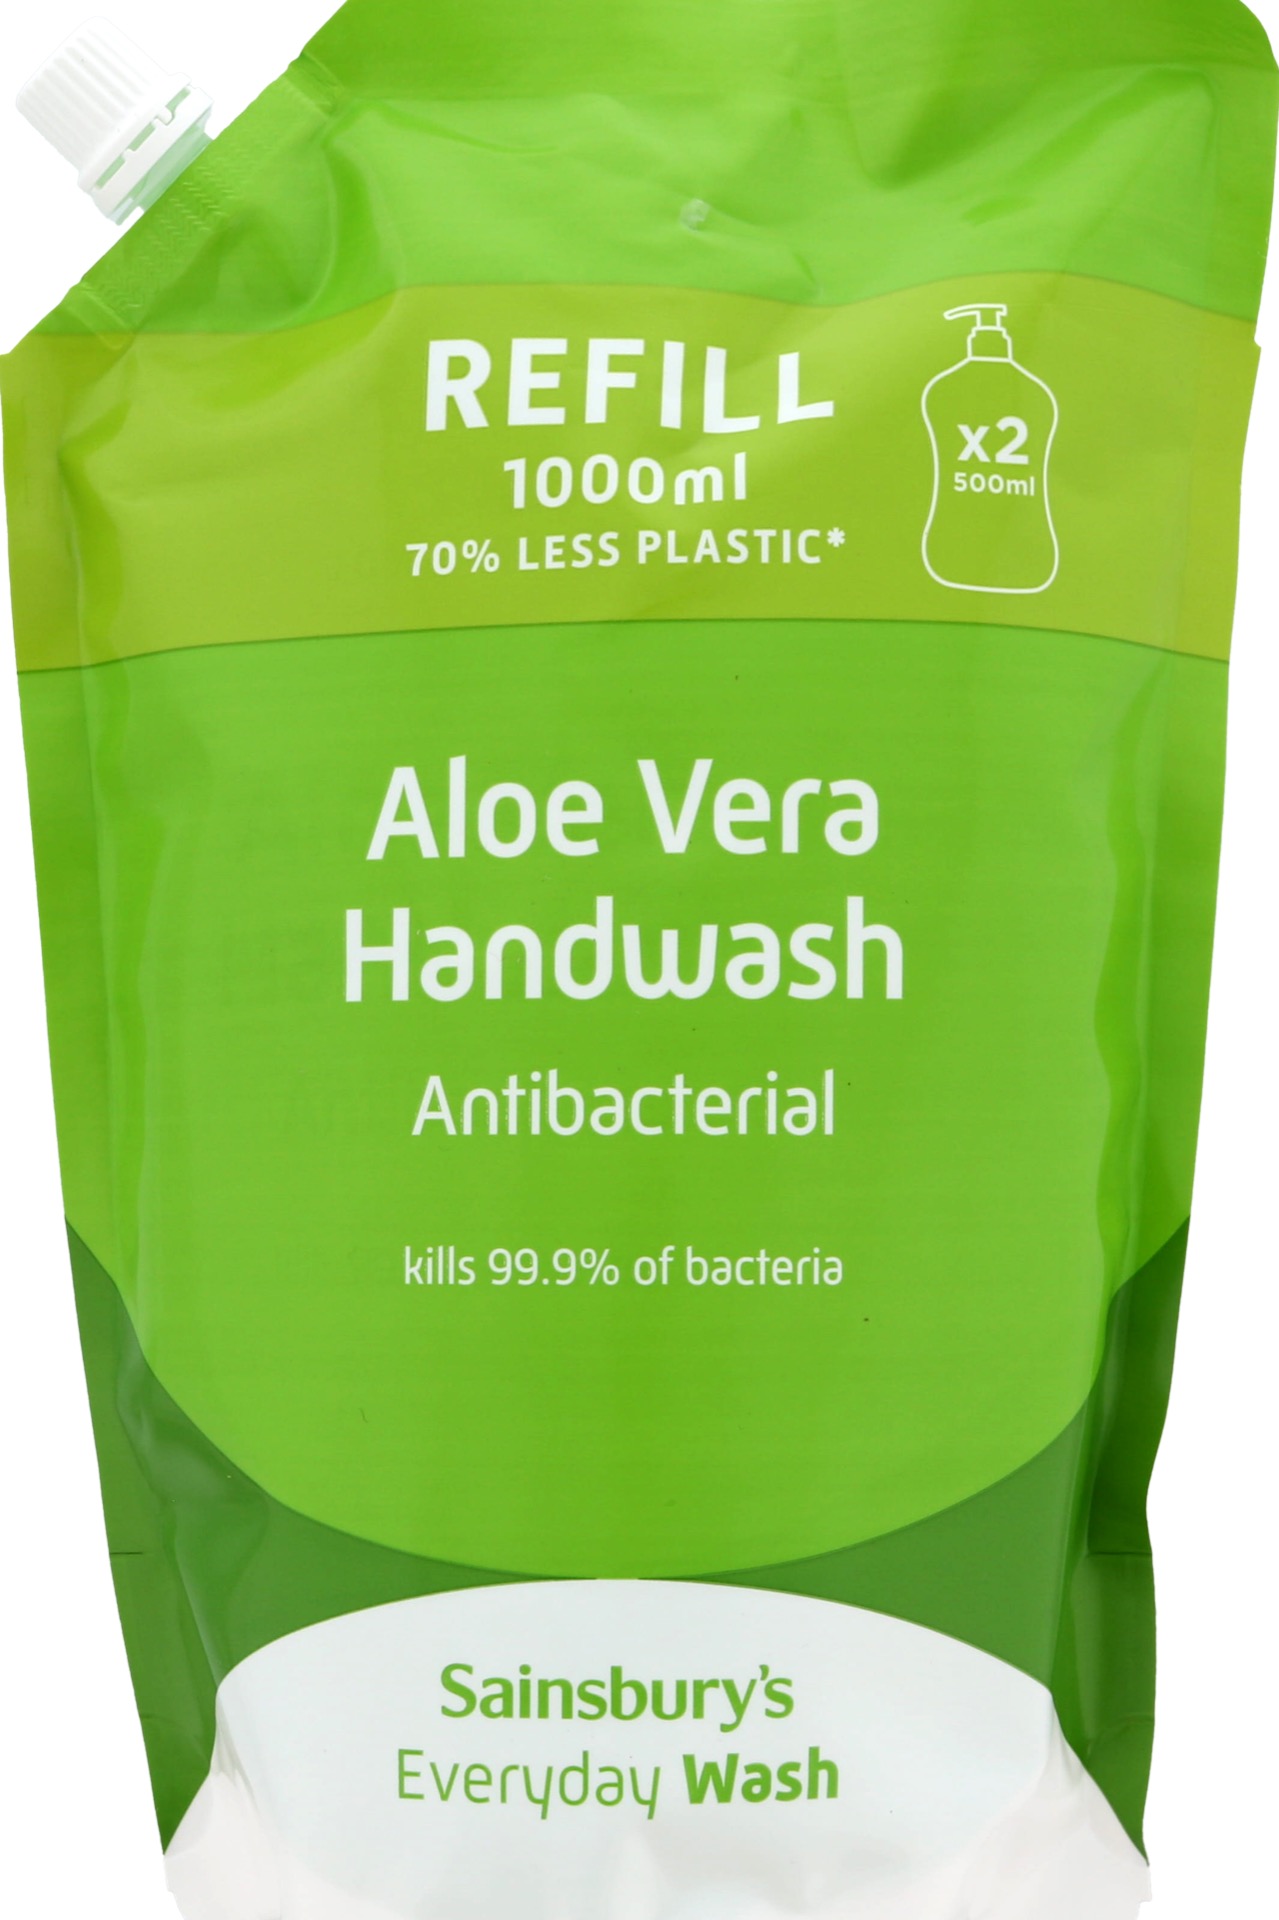 REFILL
1000ml
70% LESS PLASTIC*
x2
500ml
Aloe Vera
Handwash
Antibacterial
kills 99.9% of bacteria
Sainsbury's
Everyday Wash